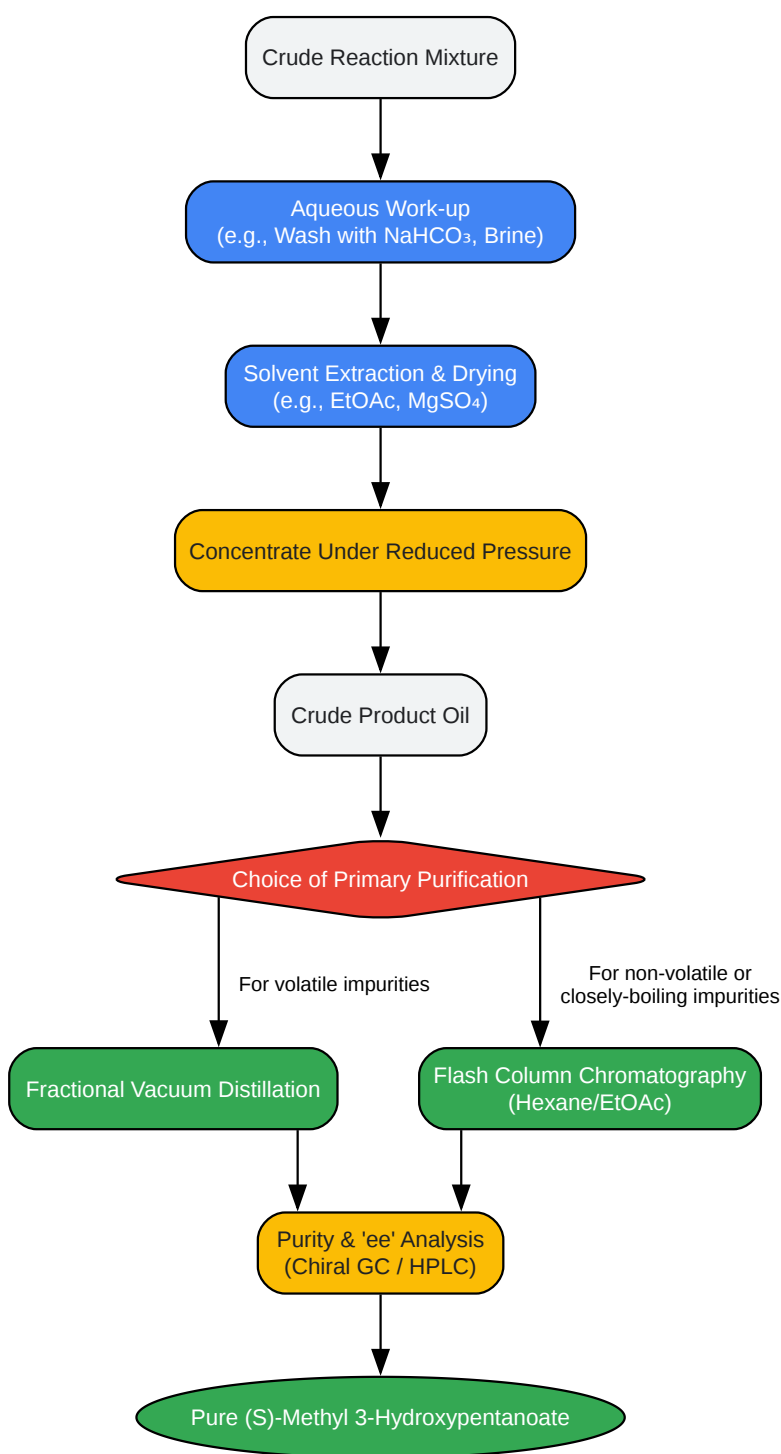 Crude Reaction Mixture
Aqueous Work-up
(e.g., Wash with NaHCO₃, Brine)
Solvent Extraction & Drying
(e.g., EtOAc, MgSO₄)
Concentrate Under Reduced Pressure
Crude Product Oil
Choice of Primary Purification
For volatile impurities
For non-volatile or
closely-boiling impurities
Fractional Vacuum Distillation
Flash Column Chromatography
(Hexane/EtOAc)
Purity & 'ee' Analysis
(Chiral GC / HPLC)
Pure (S)-Methyl 3-Hydroxypentanoate